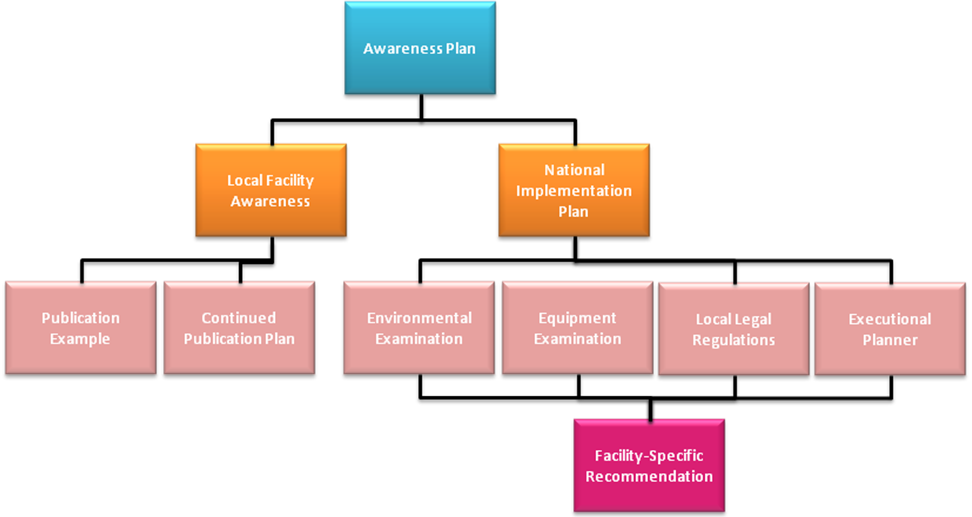 Awareness Plan
Local Facility
Awareness
National
Implementation
Plan
Publication
Example
Continued
Publication Plan
Environmental
Examination
Equipment
Examination
Local Legal
Regulations
Executional
Planner
Facility-Specific
Recommendation